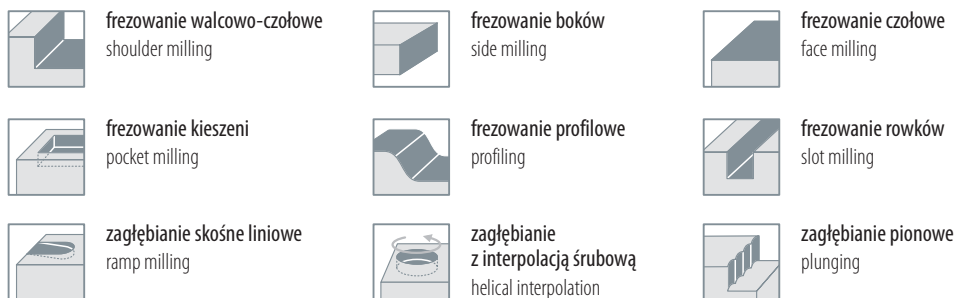 frezowanie walcowo-czołowe
shoulder milling
frezowanie boków
side milling
frezowanie czołowe
face milling
frezowanie kieszeni
pocket milling
frezowanie profilowe
profiling
frezowanie rowków
slot milling
zagłębianie skośne liniowe
ramp milling
zagłębianie
z interpolacją śrubową
helical interpolation
zagłębianie pionowe
plunging